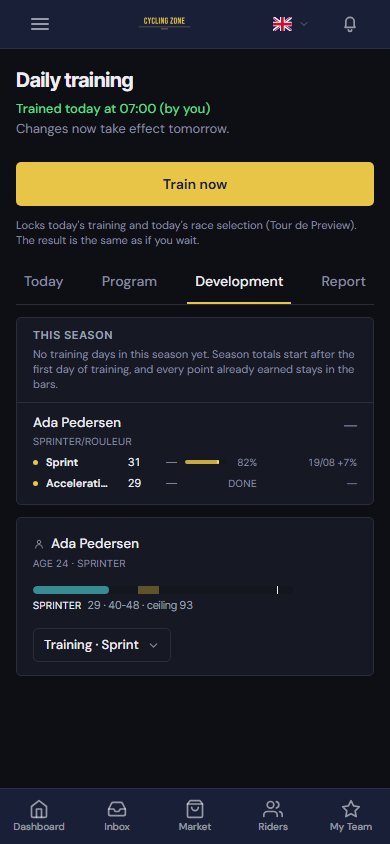 CYCLING ZONE
Daily training
Trained today at 07:00 (by you)
Changes now take effect tomorrow.
Train now
Locks today's training and today's race selection (Tour de Preview).
The result is the same as if you wait.
Today Program Development Report
THIS SEASON
No training days in this season yet. Season totals start after the
first day of training, and every point already earned stays in the
bars.
Ada Pedersen —
SPRINTER/ROULEUR
Sprint 31 — 82% 19/08 +7%
Accelerati... 29 — DONE —
Ada Pedersen
AGE 24 · SPRINTER
SPRINTER 29 · 40-48 · ceiling 93
Training · Sprint
Dashboard Inbox Market Riders My Team